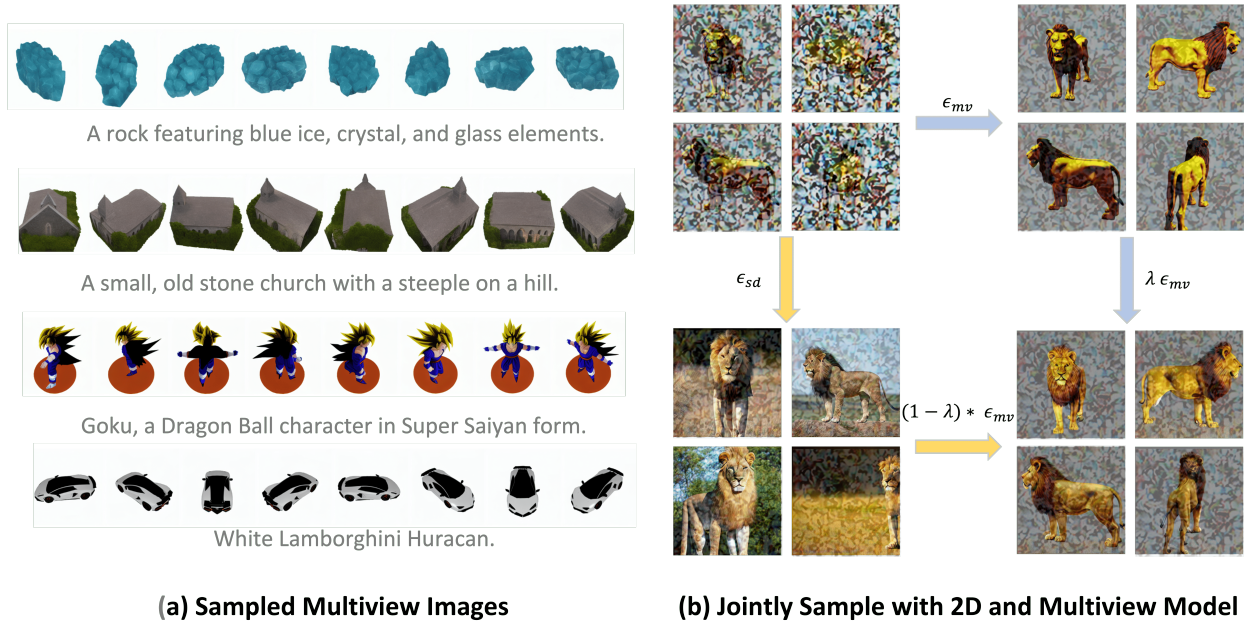 A rock featuring blue ice, crystal, and glass elements.
A small, old stone church with a steeple on a hill.
Goku, a Dragon Ball character in Super Saiyan form.
White Lamborghini Huracan.
(a) Sampled Multiview Images
ϵ_mv
ϵ_sd
λ ϵ_mv
(1 − λ) ∗ ϵ_mv
(b) Jointly Sample with 2D and Multiview Model